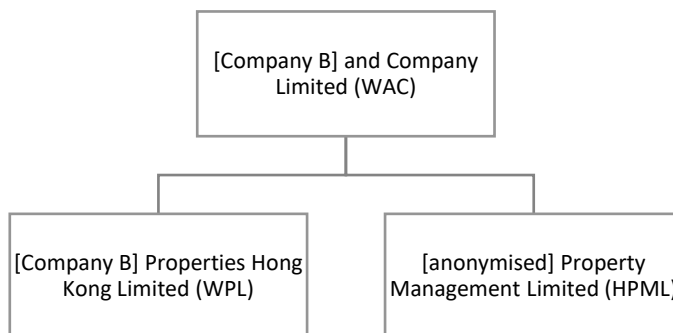 [Company B] and Company
Limited (WAC)
[Company B] Properties Hong
Kong Limited (WPL)
[anonymised] Property
Management Limited (HPML)